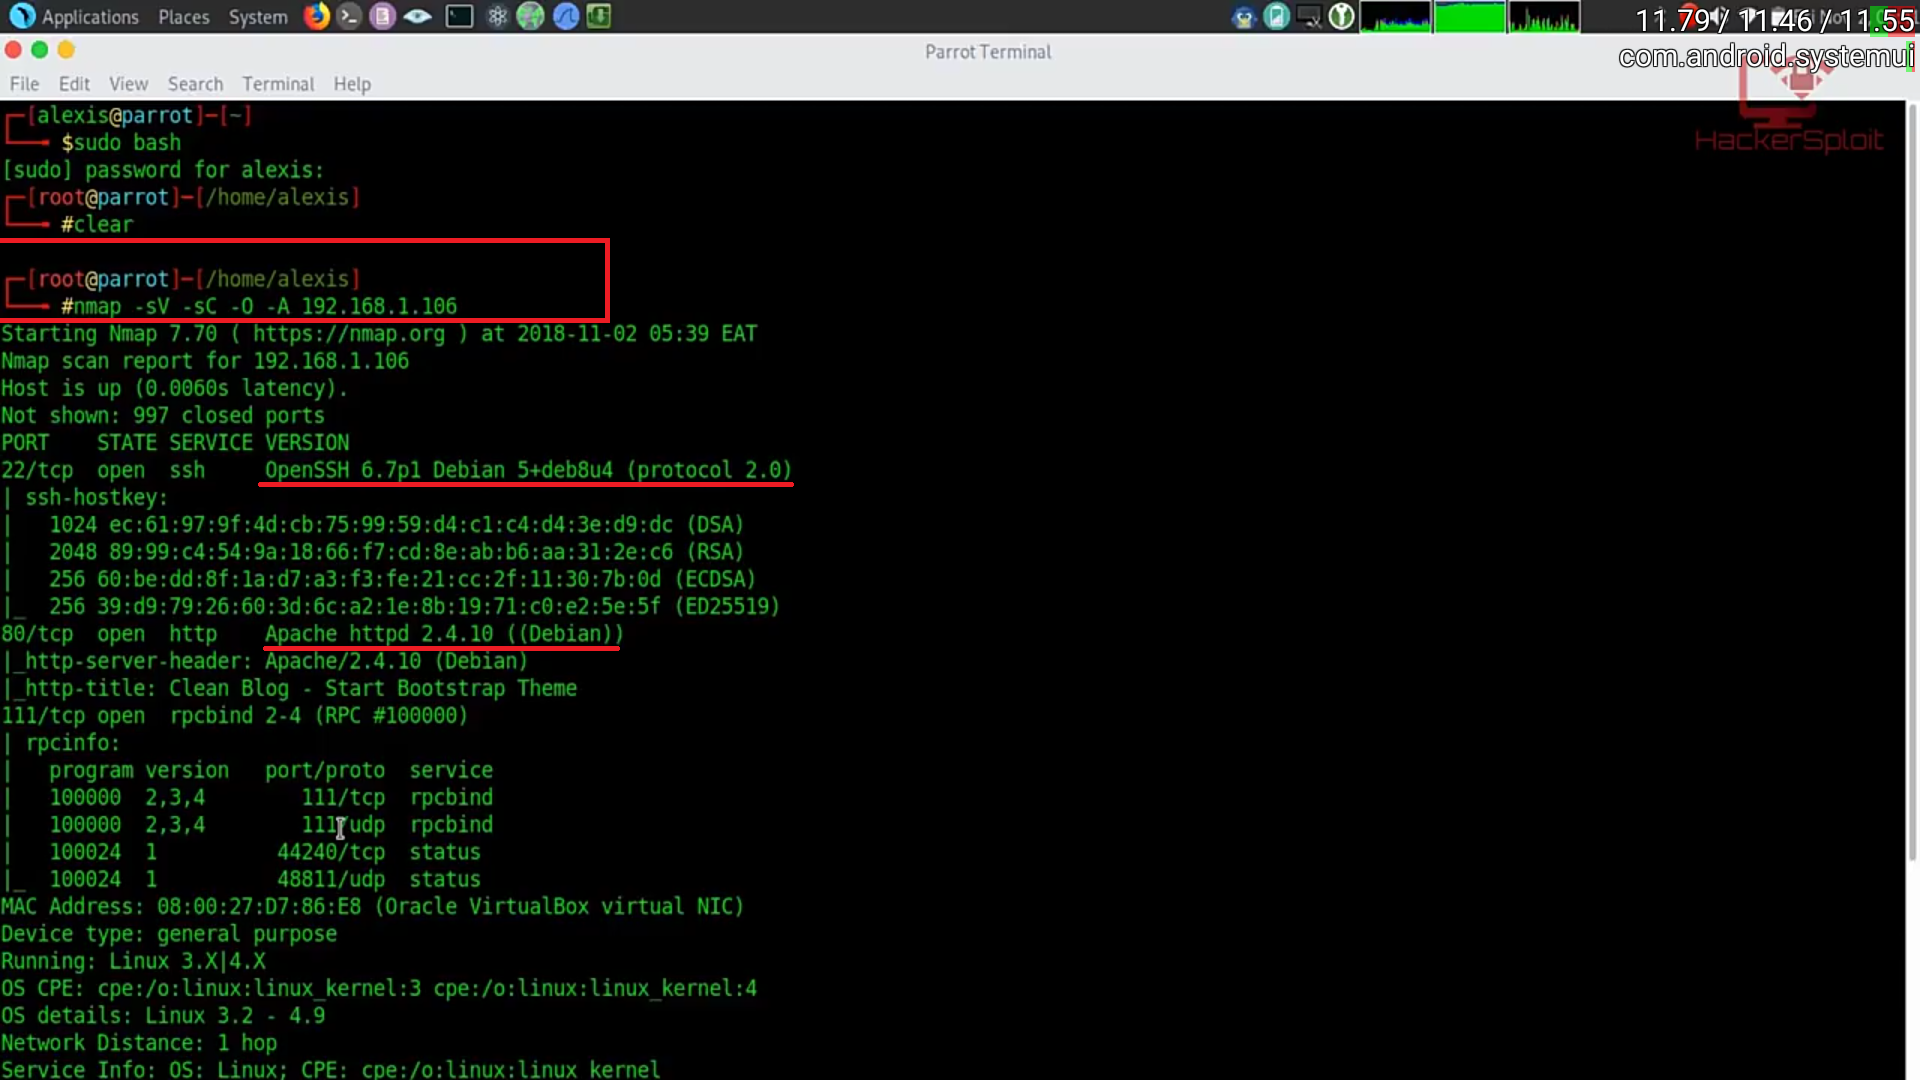 Applications Places System
11.79 / 11.46 / 11.55
com.android.systemui
Parrot Terminal
File Edit View Search Terminal Help
HackerSploit
[alexis@parrot]-[~]
$sudo bash
[sudo] password for alexis:
[root@parrot]-[/home/alexis]
#clear
[root@parrot]-[/home/alexis]
#nmap -sV -sC -O -A 192.168.1.106
Starting Nmap 7.70 ( https://nmap.org ) at 2018-11-02 05:39 EAT
Nmap scan report for 192.168.1.106
Host is up (0.0060s latency).
Not shown: 997 closed ports
PORT    STATE SERVICE VERSION
22/tcp  open  ssh     OpenSSH 6.7p1 Debian 5+deb8u4 (protocol 2.0)
| ssh-hostkey:
|   1024 ec:61:97:9f:4d:cb:75:99:59:d4:c1:c4:d4:3e:d9:dc (DSA)
|   2048 89:99:c4:54:9a:18:66:f7:cd:8e:ab:b6:aa:31:2e:c6 (RSA)
|   256 60:be:dd:8f:1a:d7:a3:f3:fe:21:cc:2f:11:30:7b:0d (ECDSA)
|_  256 39:d9:79:26:60:3d:6c:a2:1e:8b:19:71:c0:e2:5e:5f (ED25519)
80/tcp  open  http    Apache httpd 2.4.10 ((Debian))
|_http-server-header: Apache/2.4.10 (Debian)
|_http-title: Clean Blog - Start Bootstrap Theme
111/tcp open  rpcbind 2-4 (RPC #100000)
| rpcinfo:
|   program version   port/proto  service
|   100000  2,3,4        111/tcp  rpcbind
|   100000  2,3,4        111/udp  rpcbind
|   100024  1          44240/tcp  status
|_  100024  1          48811/udp  status
MAC Address: 08:00:27:D7:86:E8 (Oracle VirtualBox virtual NIC)
Device type: general purpose
Running: Linux 3.X|4.X
OS CPE: cpe:/o:linux:linux_kernel:3 cpe:/o:linux:linux_kernel:4
OS details: Linux 3.2 - 4.9
Network Distance: 1 hop
Service Info: OS: Linux; CPE: cpe:/o:linux:linux_kernel